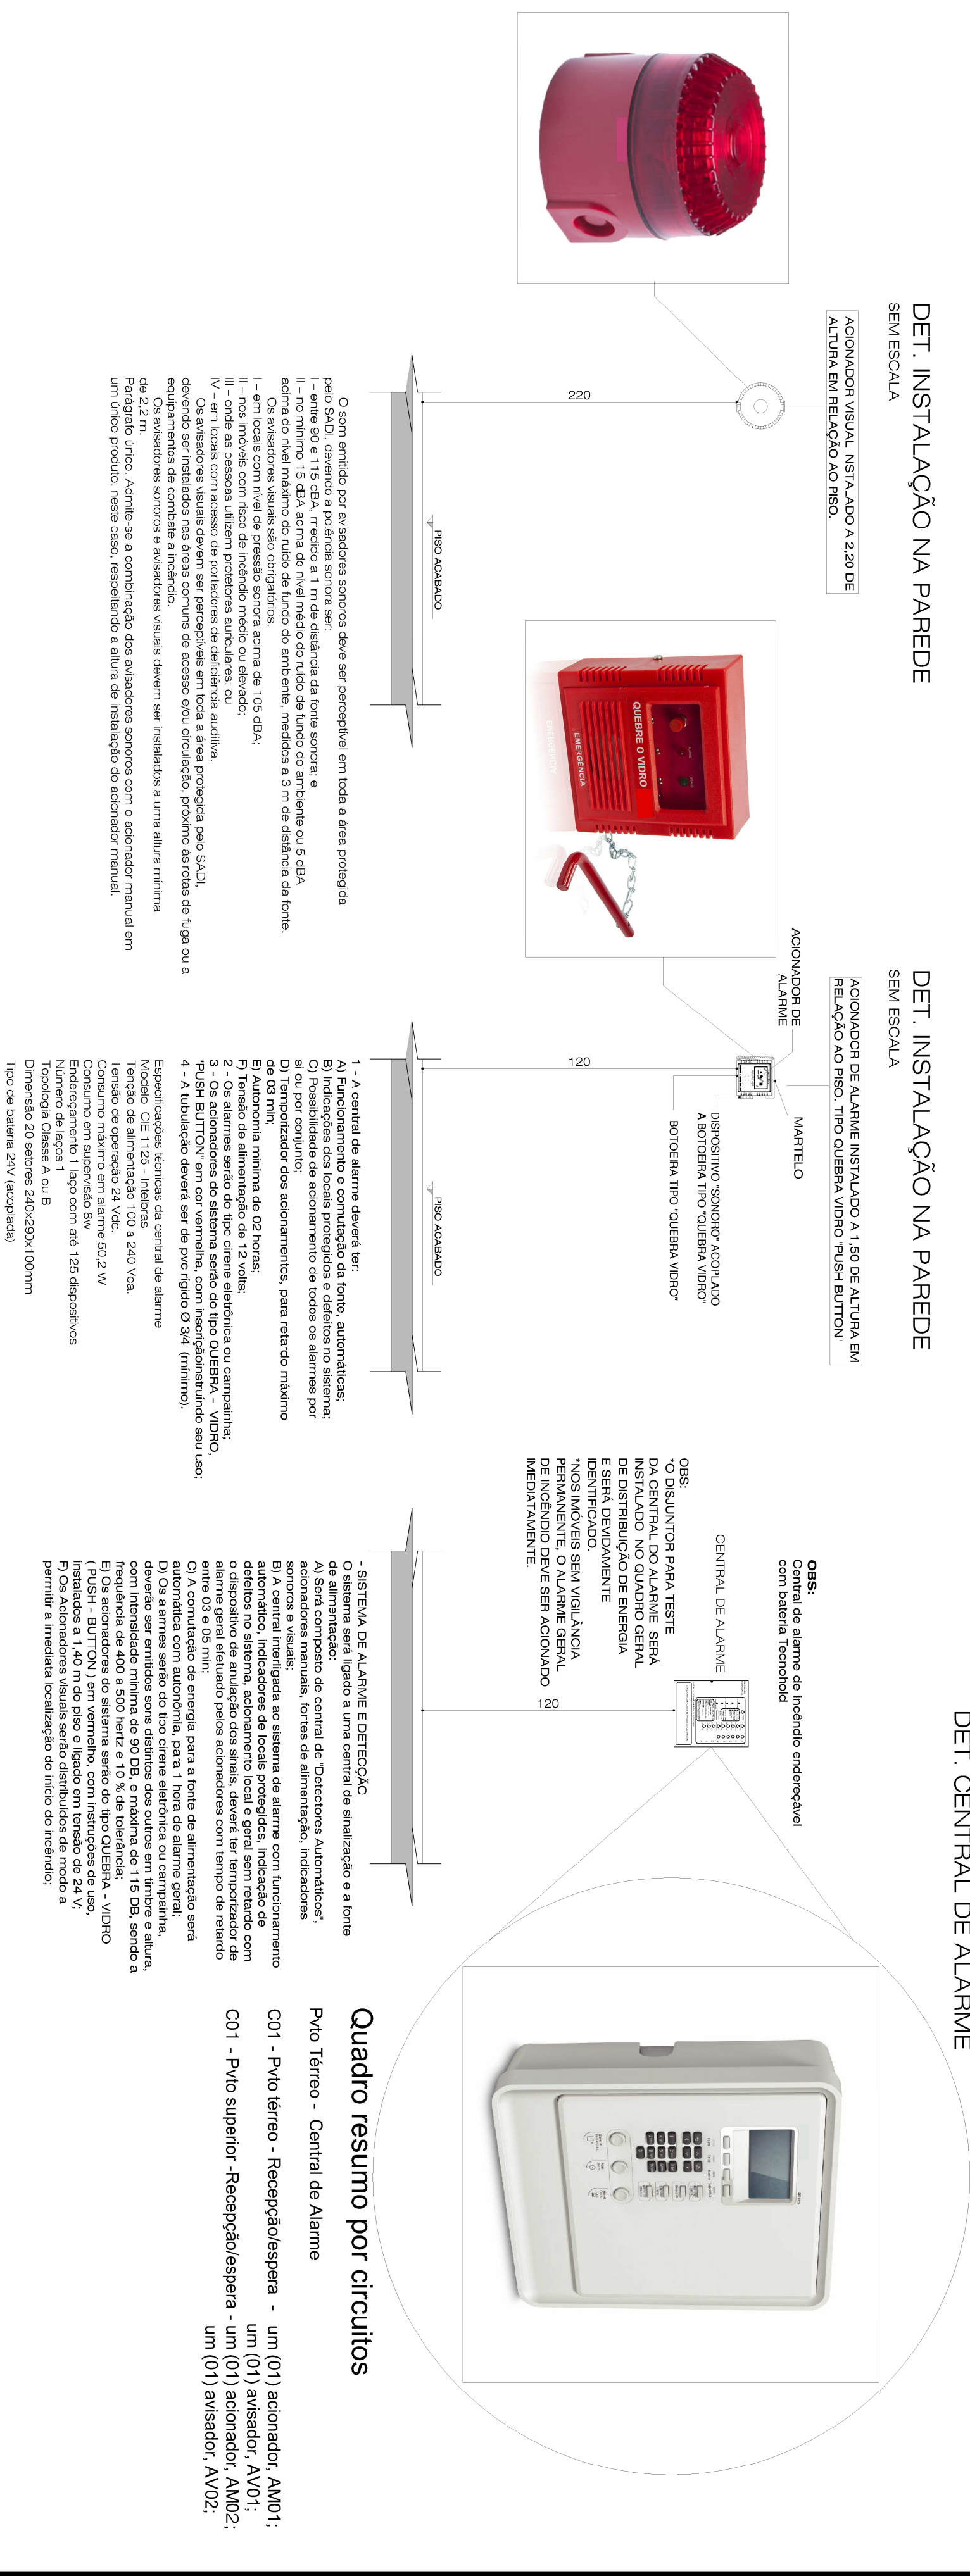 DET. INSTALAÇÃO NA PAREDE
SEM ESCALA
ACIONADOR VISUAL INSTALADO A 2,20 DE
ALTURA EM RELAÇÃO AO PISO.
220
PISO ACABADO
O som emitido por avisadores sonoros deve ser perceptível em toda a área protegida
pelo SADI, devendo a potência sonora ser:
I – entre 90 e 115 dBA, medido a 1 m de distância da fonte sonora; e
II – no mínimo 15 dBA acima do nível médio do ruído de fundo do ambiente ou 5 dBA
acima do nível máximo do ruído de fundo do ambiente, medidos a 3 m de distância da fonte.
Os avisadores visuais são obrigatórios.
I – em locais com nível de pressão sonora acima de 105 dBA;
II – nos imóveis com risco de incêndio médio ou elevado;
III – onde as pessoas utilizem protetores auriculares; ou
IV – em locais com acesso de portadores de deficiência auditiva.
Os avisadores visuais devem ser perceptíveis em toda a área protegida pelo SADI,
devendo ser instalados nas áreas comuns de acesso e/ou circulação, próximo às rotas de fuga ou a
equipamentos de combate a incêndio.
Os avisadores sonoros e avisadores visuais devem ser instalados a uma altura mínima
de 2,2 m.
Parágrafo único. Admite-se a combinação dos avisadores sonoros com o acionador manual em
um único produto, neste caso, respeitando a altura de instalação do acionador manual.
DET. INSTALAÇÃO NA PAREDE
SEM ESCALA
ACIONADOR DE ALARME INSTALADO A 1,50 DE ALTURA EM
RELAÇÃO AO PISO. TIPO QUEBRA VIDRO "PUSH BUTTON"
ACIONADOR DE
ALARME
MARTELO
DISPOSITIVO "SONORO" ACOPLADO
A BOTOEIRA TIPO "QUEBRA VIDRO"
BOTOEIRA TIPO "QUEBRA VIDRO"
QUEBRE O VIDRO
EMERGÊNCIA
120
PISO ACABADO
1 - A central de alarme deverá ter:
A) Funcionamento e comutação da fonte, automáticas;
B) Indicações dos locais protegidos e defeitos no sistema;
C) Possibilidade de acionamento de todos os alarmes por
si ou por conjunto;
D) Temporizador dos acionamentos, para retardo máximo
de 03 min;
E) Autonomia mínima de 02 horas;
F) Tensão de alimentação de 12 volts;
2 - Os alarmes serão do tipo cirene eletrônica ou campainha;
3 - Os acionadores do sistema serão do tipo QUEBRA - VIDRO,
"PUSH BUTTON" em cor vermelha, com inscriçãoinstruindo seu uso;
4 - A tubulação deverá ser de pvc rígido Ø 3/4" (mínimo).
Especificações técnicas da central de alarme
Modelo CIE 1125 - Intelbras
Tenção de alimentação 100 a 240 Vca.
Tensão de operação 24 Vdc.
Consumo máximo em alarme 50,2 W
Consumo em supervisão 8w
Endereçamento 1 laço com até 125 dispositivos
Número de laços 1
Topologia Classe A ou B
Dimensão 20 setores 240x290x100mm
Tipo de bateria 24V (acoplada)
DET. CENTRAL DE ALARME
OBS:
Central de alarme de incêndio endereçável
com bateria Tecnohold
CENTRAL DE ALARME
OBS:
*O DISJUNTOR PARA TESTE
DA CENTRAL DO ALARME SERÁ
INSTALADO NO QUADRO GERAL
DE DISTRIBUIÇÃO DE ENERGIA
E SERÁ DEVIDAMENTE
IDENTIFICADO.
*NOS IMÓVEIS SEM VIGILÂNCIA
PERMANENTE, O ALARME GERAL
DE INCÊNDIO DEVE SER ACIONADO
IMEDIATAMENTE.
120
- SISTEMA DE ALARME E DETECÇÃO
O sistema será ligado a uma central de sinalização e a fonte
de alimentação:
A) Será composto de central de "Detectores Automáticos",
acionadores manuais, fontes de alimentação, indicadores
sonoros e visuais;
B) A central interligada ao sistema de alarme com funcionamento
automático, indicadores de locais protegidos, indicação de
defeitos no sistema, acionamento local e geral sem retardo com
o dispositivo de anulação dos sinais, deverá ter temporizador de
alarme geral efetuado pelos acionadores com tempo de retardo
entre 03 e 05 min;
C) A comutação de energia para a fonte de alimentação será
automática com autonômia, para 1 hora de alarme geral;
D) Os alarmes serão do tipo cirene eletrônica ou campainha,
deverão ser emitidos sons distintos dos outros em timbre e altura,
com intensidade mínima de 90 DB, e máxima de 115 DB, sendo a
frequência de 400 a 500 hertz e 10 % de tolerância;
E) Os acionadores do sistema serão do tipo QUEBRA - VIDRO
( PUSH - BUTTON ) em vermelho, com instruções de uso,
instalados a 1,40 m do piso e ligado em tensão de 24 V;
F) Os Acionadores visuais serão distribuidos de modo a
permitir a imediata localização do início do incêndio;
Quadro resumo por circuitos
Pvto Térreo - Central de Alarme
C01 - Pvto térreo - Recepção/espera - um (01) acionador, AM01;
um (01) avisador, AV01;
C01 - Pvto superior -Recepção/espera - um (01) acionador, AM02;
um (01) avisador, AV02;